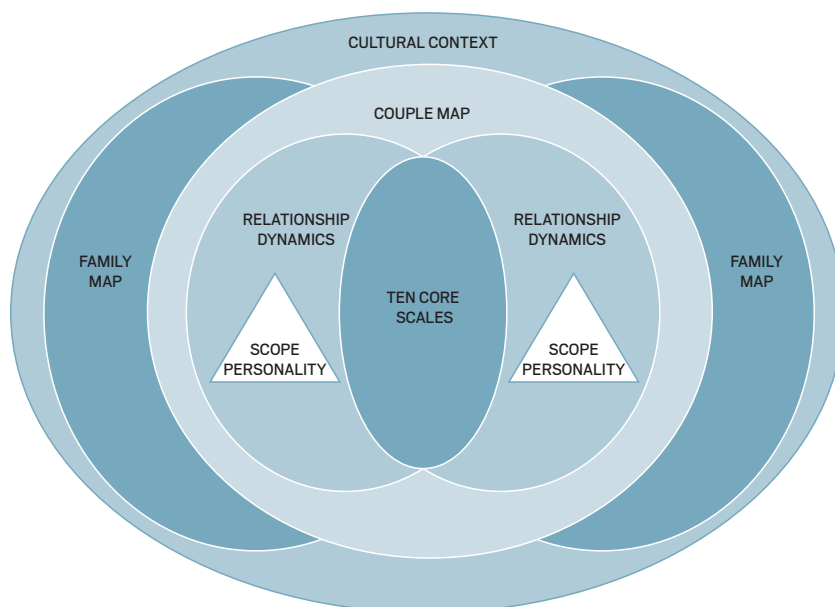 CULTURAL CONTEXT
COUPLE MAP
RELATIONSHIP
DYNAMICS
RELATIONSHIP
DYNAMICS
FAMILY
MAP
TEN CORE
SCALES
FAMILY
MAP
SCOPE
PERSONALITY
SCOPE
PERSONALITY